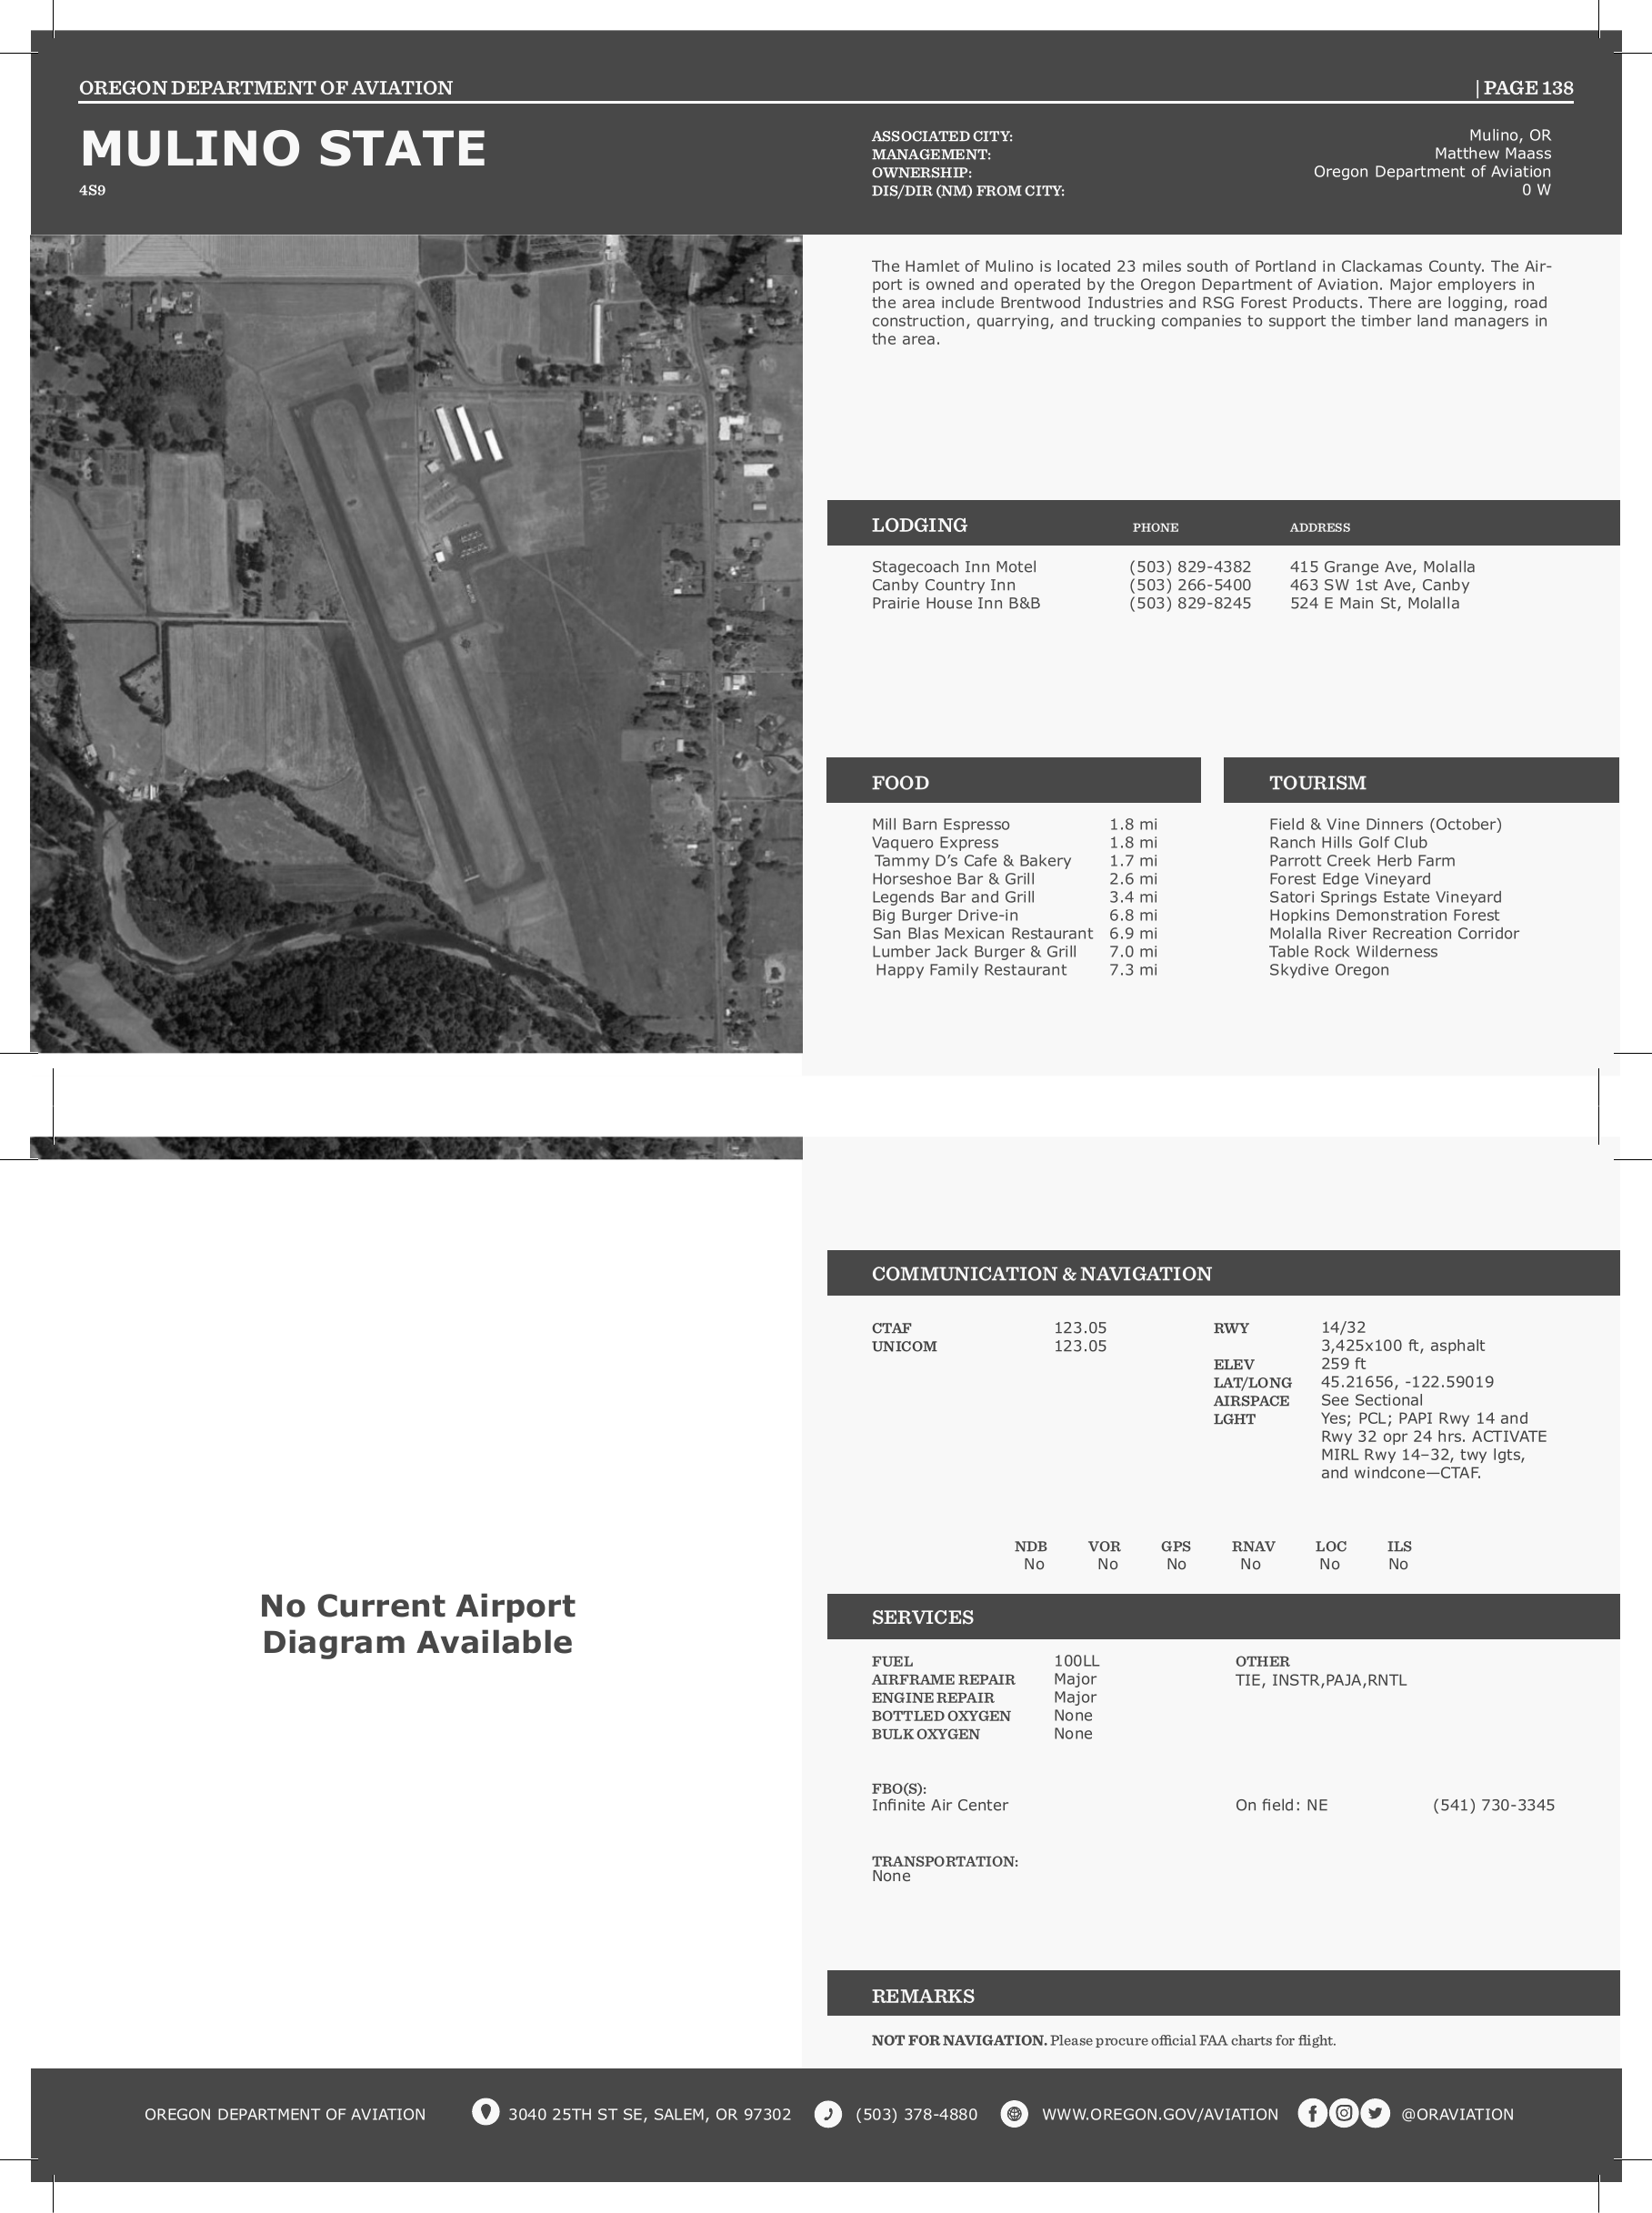 OREGON DEPARTMENT OF AVIATION
| PAGE 138
MULINO STATE
4S9
ASSOCIATED CITY: Mulino, OR
MANAGEMENT: Matthew Maass
OWNERSHIP: Oregon Department of Aviation
DIS/DIR (NM) FROM CITY: 0 W
The Hamlet of Mulino is located 23 miles south of Portland in Clackamas County. The Air-
port is owned and operated by the Oregon Department of Aviation. Major employers in
the area include Brentwood Industries and RSG Forest Products. There are logging, road
construction, quarrying, and trucking companies to support the timber land managers in
the area.
LODGING PHONE ADDRESS
Stagecoach Inn Motel (503) 829-4382 415 Grange Ave, Molalla
Canby Country Inn (503) 266-5400 463 SW 1st Ave, Canby
Prairie House Inn B&B (503) 829-8245 524 E Main St, Molalla
FOOD
Mill Barn Espresso 1.8 mi
Vaquero Express 1.8 mi
Tammy D’s Cafe & Bakery 1.7 mi
Horseshoe Bar & Grill 2.6 mi
Legends Bar and Grill 3.4 mi
Big Burger Drive-in 6.8 mi
San Blas Mexican Restaurant 6.9 mi
Lumber Jack Burger & Grill 7.0 mi
Happy Family Restaurant 7.3 mi
TOURISM
Field & Vine Dinners (October)
Ranch Hills Golf Club
Parrott Creek Herb Farm
Forest Edge Vineyard
Satori Springs Estate Vineyard
Hopkins Demonstration Forest
Molalla River Recreation Corridor
Table Rock Wilderness
Skydive Oregon
No Current Airport
Diagram Available
COMMUNICATION & NAVIGATION
CTAF 123.05
UNICOM 123.05
RWY 14/32
3,425x100 ft, asphalt
ELEV 259 ft
LAT/LONG 45.21656, -122.59019
AIRSPACE See Sectional
LGHT Yes; PCL; PAPI Rwy 14 and
Rwy 32 opr 24 hrs. ACTIVATE
MIRL Rwy 14–32, twy lgts,
and windcone—CTAF.
NDB VOR GPS RNAV LOC ILS
No No No No No No
SERVICES
FUEL 100LL
AIRFRAME REPAIR Major
ENGINE REPAIR Major
BOTTLED OXYGEN None
BULK OXYGEN None
OTHER
TIE, INSTR,PAJA,RNTL
FBO(S):
Infinite Air Center On field: NE (541) 730-3345
TRANSPORTATION:
None
REMARKS
NOT FOR NAVIGATION. Please procure official FAA charts for flight.
OREGON DEPARTMENT OF AVIATION 3040 25TH ST SE, SALEM, OR 97302 (503) 378-4880 WWW.OREGON.GOV/AVIATION @ORAVIATION